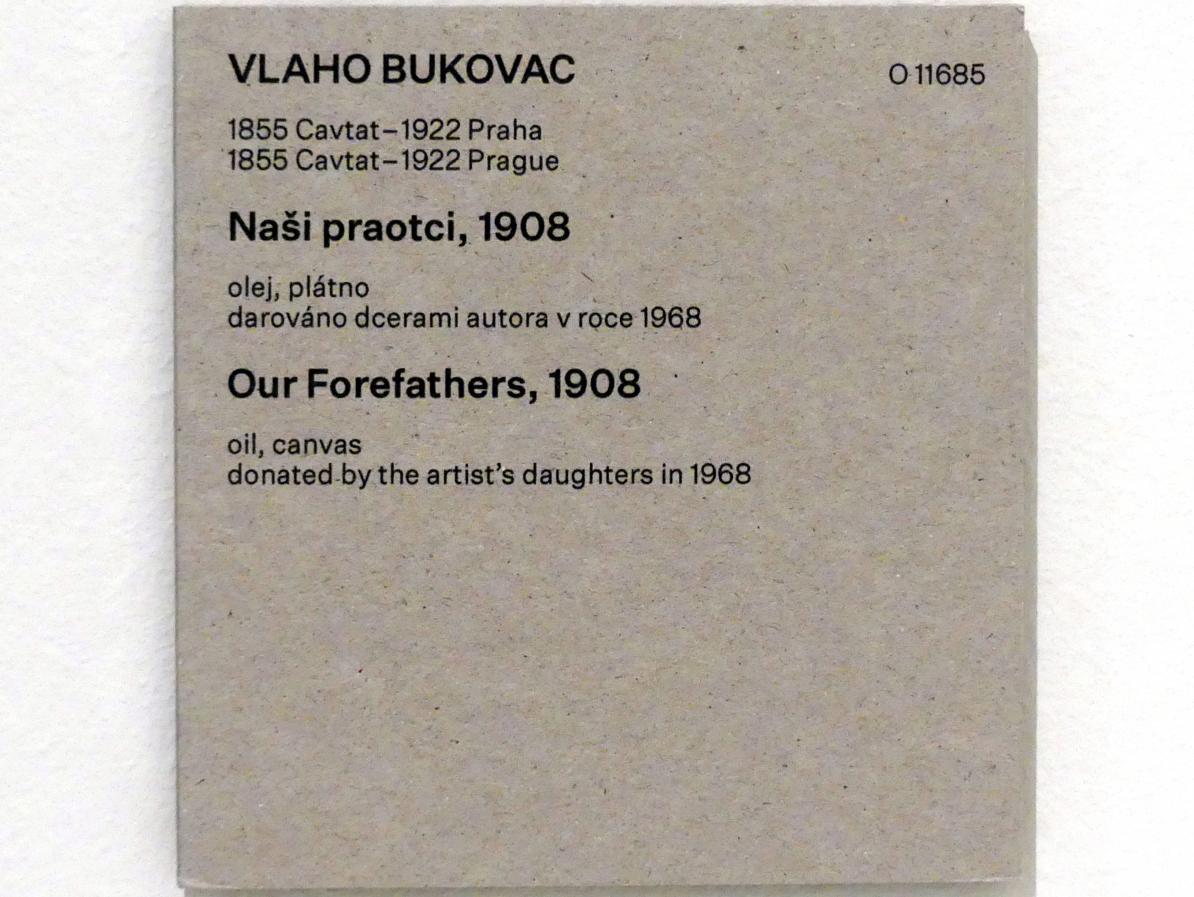 VLAHO BUKOVAC O 11685
1855 Cavtat–1922 Praha
1855 Cavtat–1922 Prague
Naši praotci, 1908
olej, plátno
darováno dcerami autora v roce 1968
Our Forefathers, 1908
oil, canvas
donated by the artist’s daughters in 1968